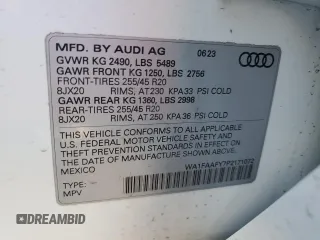 MFD. BY AUDI AG 06 23
GVWR KG 2490, LBS 5489
GAWR FRONT KG 1250, LBS 2756
FRONT-TIRES 255/45 R20
8JX20 RIMS, AT 230 KPA 33 PSI COLD
GAWR REAR KG 1360, LBS 2998
REAR-TIRES 255/45 R20
8JX20 RIMS, AT 250 KPA 36 PSI COLD
THIS VEHICLE CONFORMS TO ALL APPLICABLE
U.S. FEDERAL MOTOR VEHICLE SAFETY AND
THEFT PREVENTION STANDARDS IN EFFECT ON
THE DATE OF MANUFACTURE SHOWN ABOVE.
MEXICO
TYPE: --
MPV
DEALERS